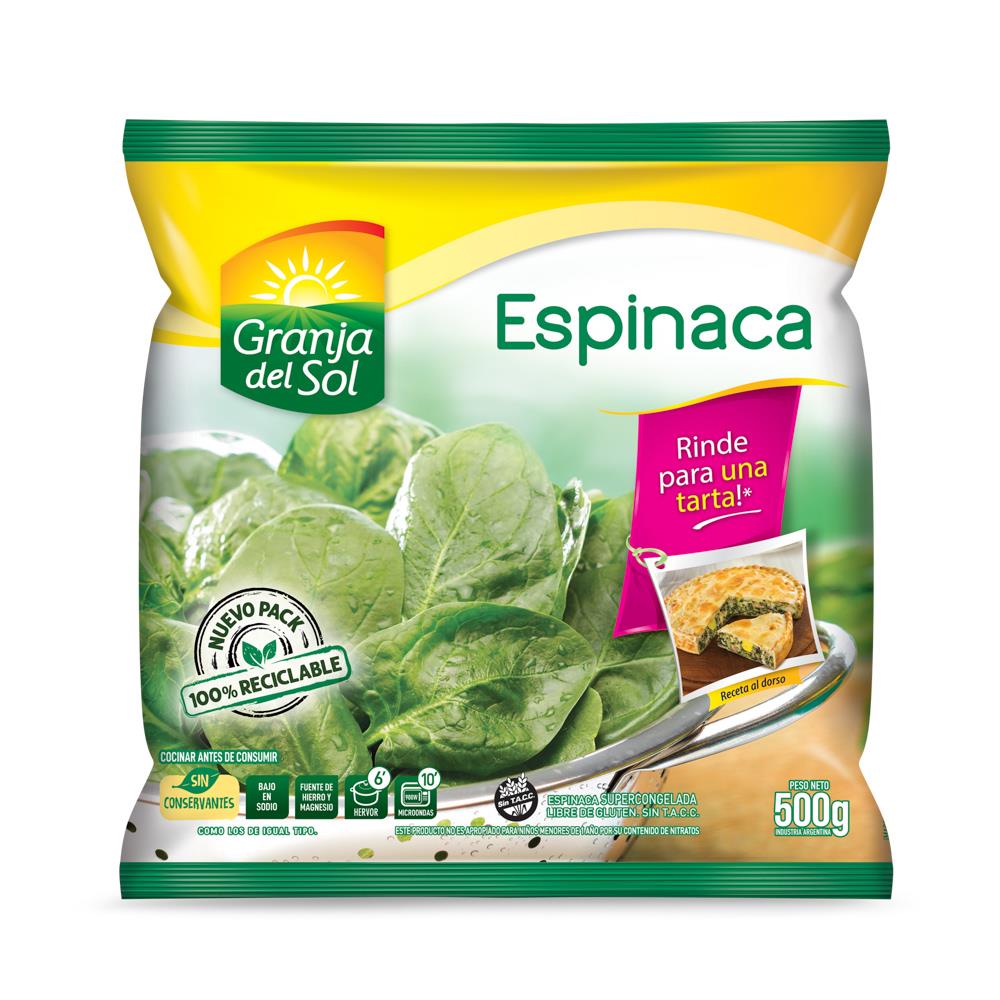 Granja
del Sol
Espinaca
Rinde
para una
tarta!*
Receta al dorso
NUEVO PACK
100% RECICLABLE
COCINAR ANTES DE CONSUMIR
SIN
CONSERVANTES
COMO LOS DE IGUAL TIPO.
BAJO
EN
SODIO
FUENTE DE
HIERRO Y
MAGNESIO
6'
HERVOR
10'
900W
MICROONDAS
Sin T.A.C.C.
ESPINACA SUPERCONGELADA
LIBRE DE GLUTEN. SIN T.A.C.C.
ESTE PRODUCTO NO ES APROPIADO PARA NIÑOS MENORES DE 1 AÑO POR SU CONTENIDO DE NITRATOS
PESO NETO
500g
INDUSTRIA ARGENTINA